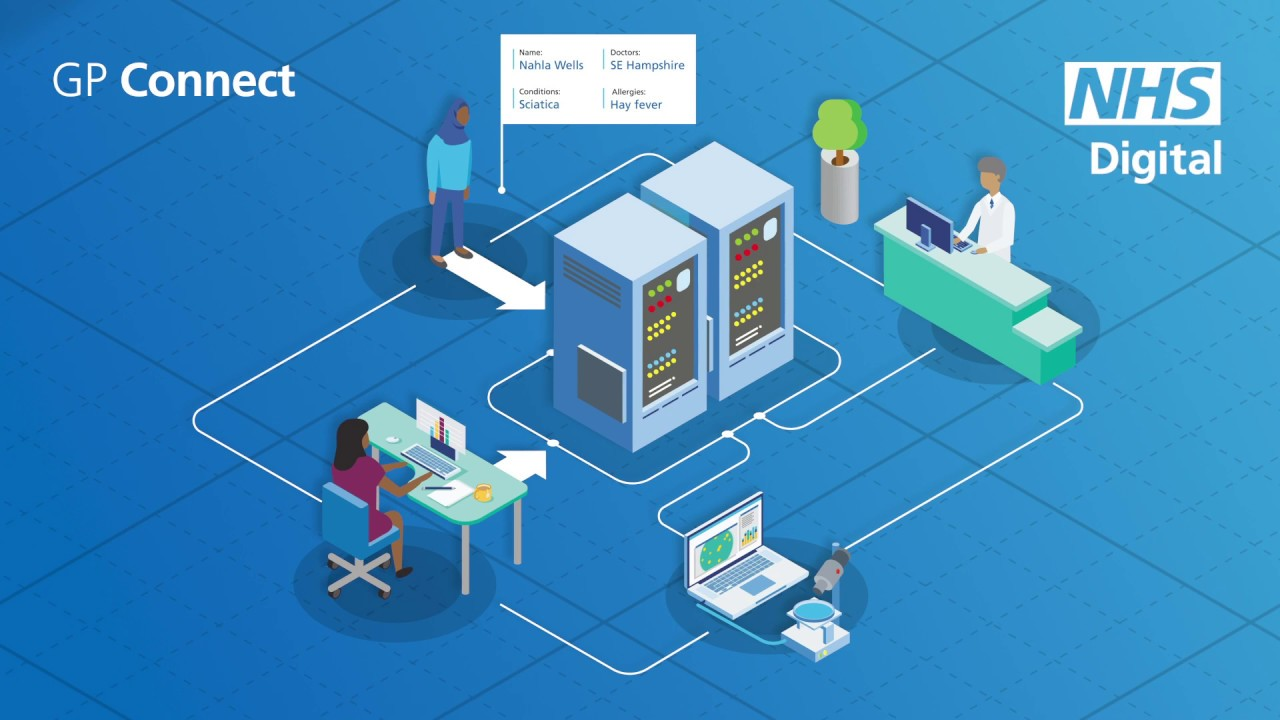 GP Connect
Name:
Nahla Wells
Doctors:
SE Hampshire
Conditions:
Sciatica
Allergies:
Hay fever
NHS
Digital